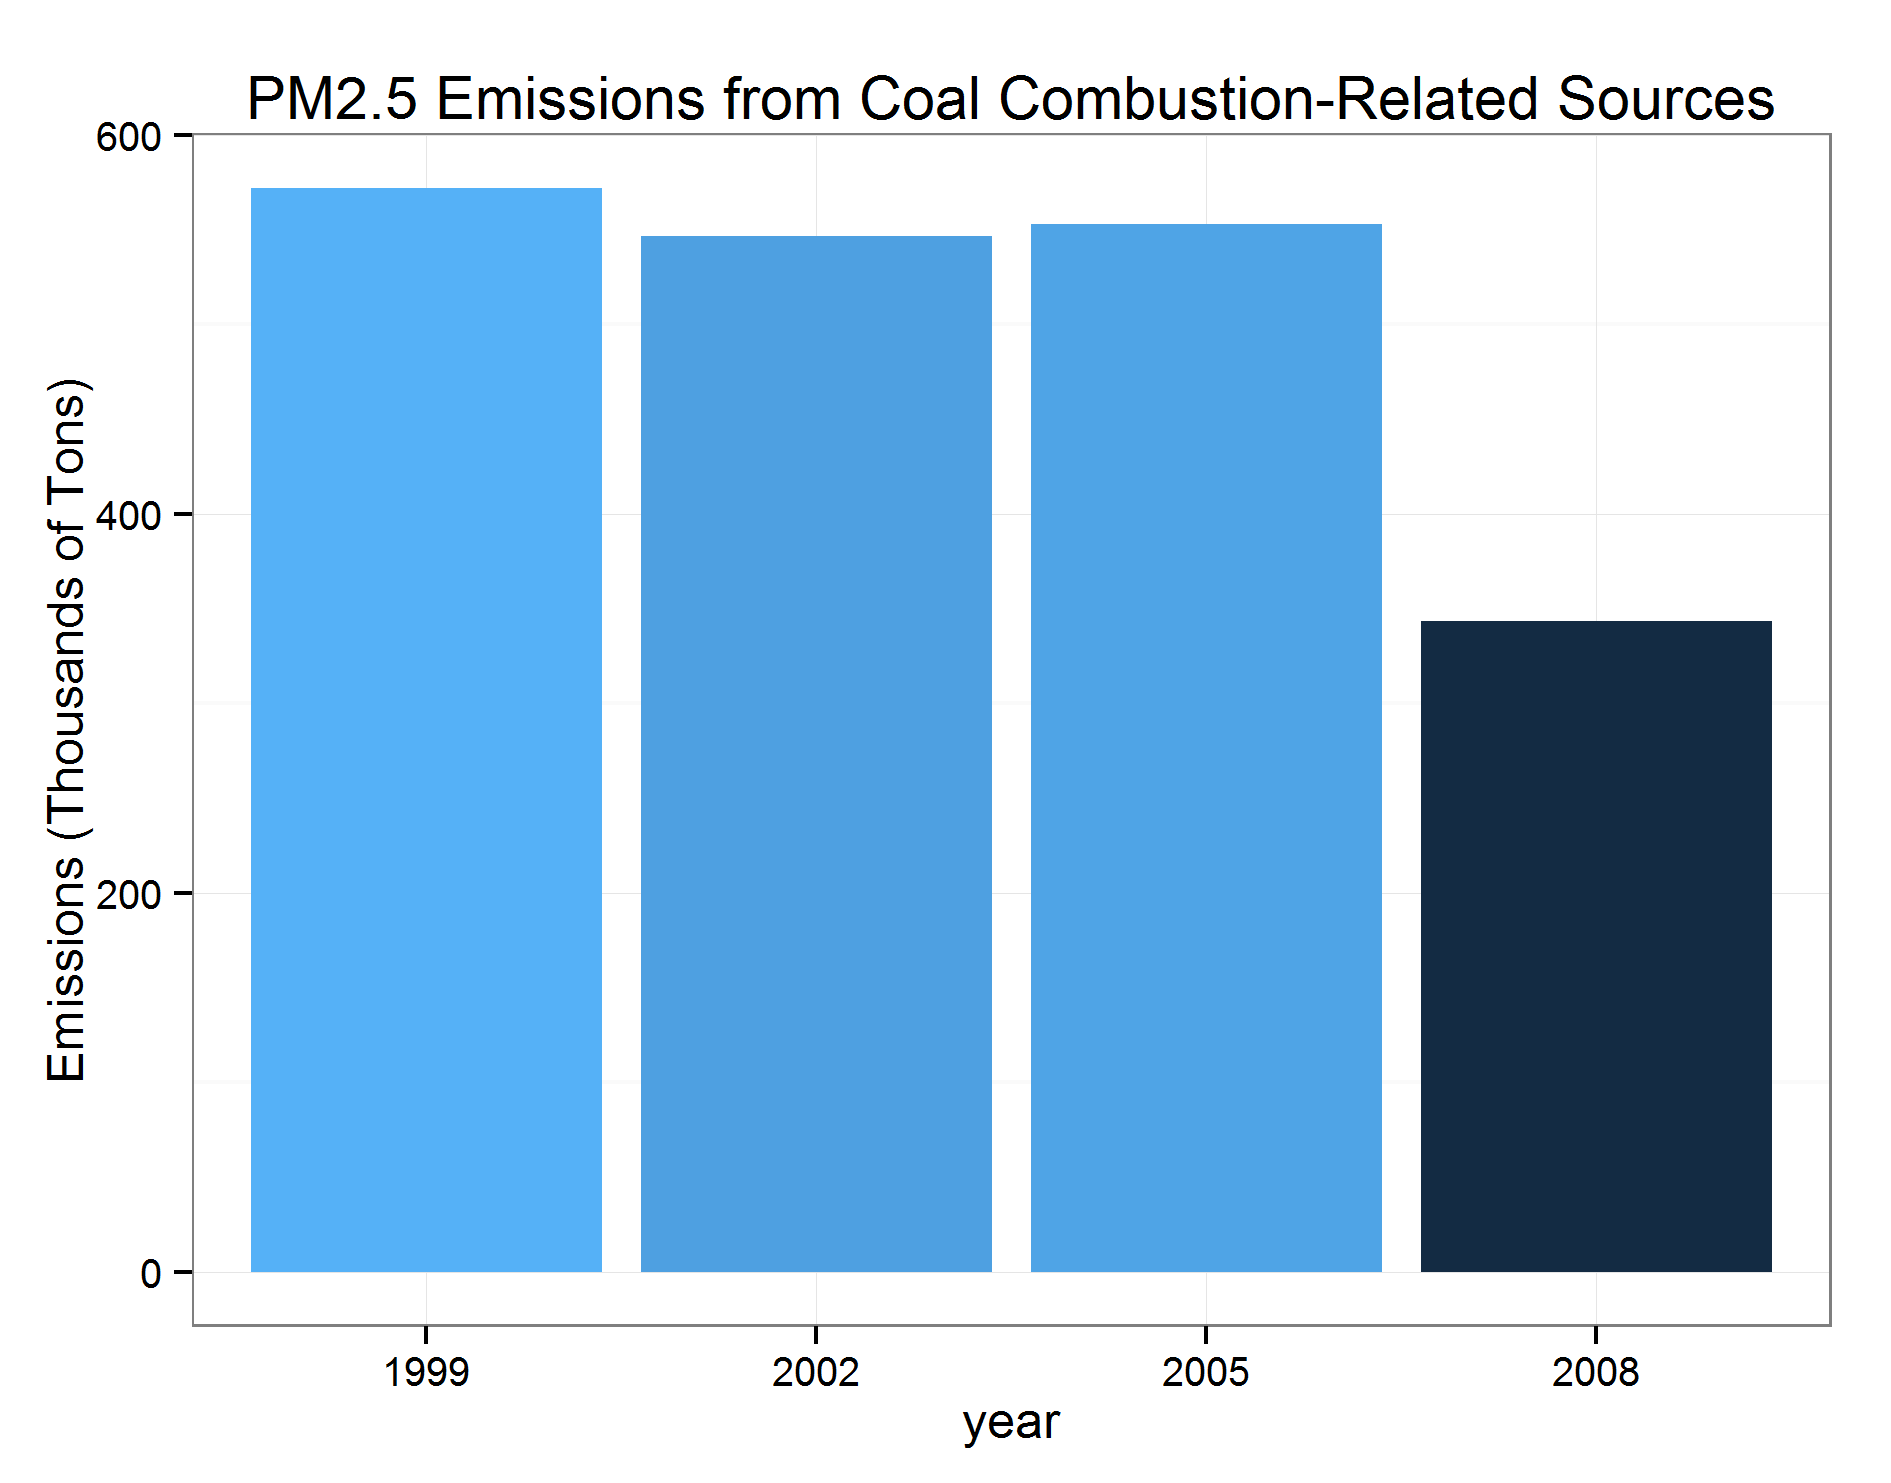 PM2.5 Emissions from Coal Combustion-Related Sources
Emissions (Thousands of Tons)
600
400
200
0
1999 2002 2005 2008
year